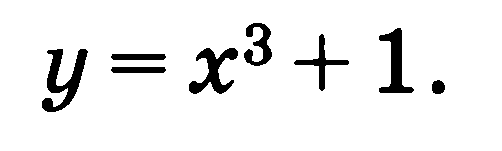 y = x³ + 1.